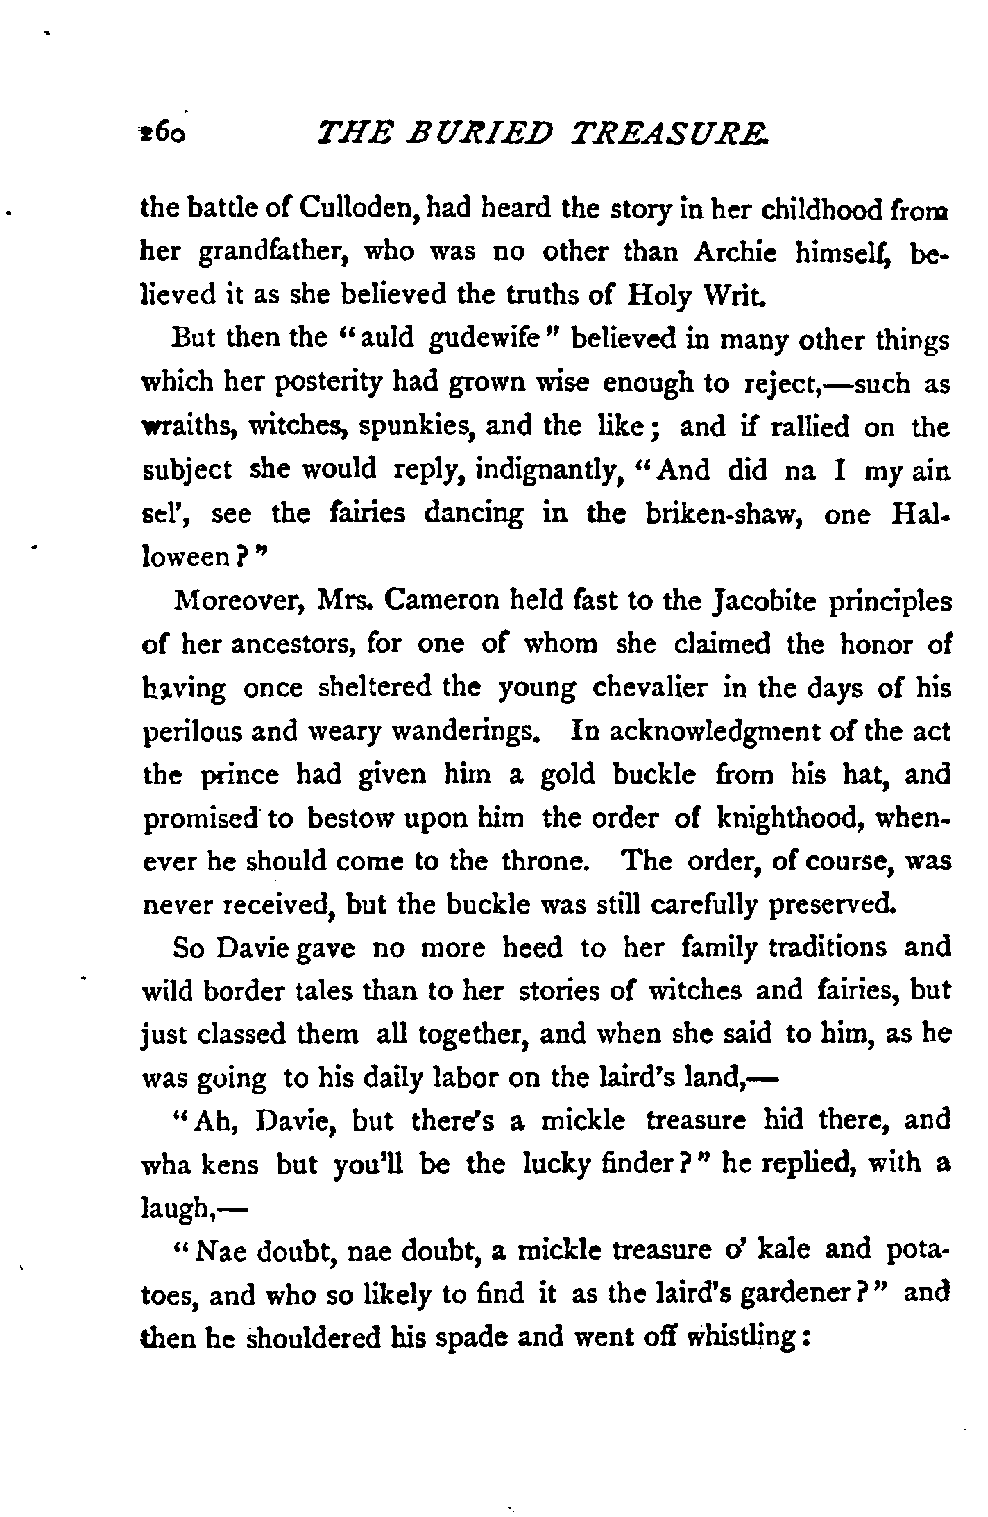 260 THE BURIED TREASURE.
the battle of Culloden, had heard the story in her childhood from
her grandfather, who was no other than Archie himself, be-
lieved it as she believed the truths of Holy Writ.
But then the “auld gudewife” believed in many other things
which her posterity had grown wise enough to reject,—such as
wraiths, witches, spunkies, and the like; and if rallied on the
subject she would reply, indignantly, “And did na I my ain
sel’, see the fairies dancing in the briken-shaw, one Hal-
loween?”
Moreover, Mrs. Cameron held fast to the Jacobite principles
of her ancestors, for one of whom she claimed the honor of
having once sheltered the young chevalier in the days of his
perilous and weary wanderings. In acknowledgment of the act
the prince had given him a gold buckle from his hat, and
promised to bestow upon him the order of knighthood, when-
ever he should come to the throne. The order, of course, was
never received, but the buckle was still carefully preserved.
So Davie gave no more heed to her family traditions and
wild border tales than to her stories of witches and fairies, but
just classed them all together, and when she said to him, as he
was going to his daily labor on the laird’s land,—
“Ah, Davie, but there’s a mickle treasure hid there, and
wha kens but you’ll be the lucky finder?” he replied, with a
laugh,—
“Nae doubt, nae doubt, a mickle treasure o’ kale and pota-
toes, and who so likely to find it as the laird’s gardener?” and
then he shouldered his spade and went off whistling: